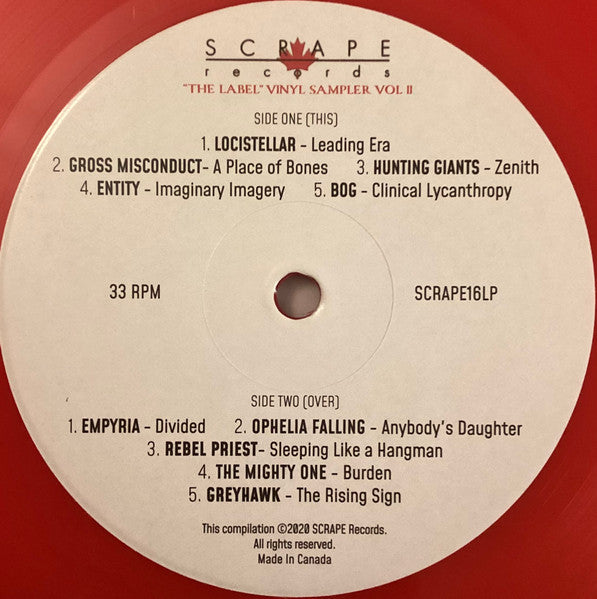 SCRAPE
records
"THE LABEL" VINYL SAMPLER VOL II
SIDE ONE (THIS)
1. LOCISTELLAR - Leading Era
2. GROSS MISCONDUCT- A Place of Bones 3. HUNTING GIANTS - Zenith
4. ENTITY - Imaginary Imagery 5. BOG - Clinical Lycanthropy
33 RPM SCRAPE16LP
SIDE TWO (OVER)
1. EMPYRIA - Divided 2. OPHELIA FALLING - Anybody's Daughter
3. REBEL PRIEST- Sleeping Like a Hangman
4. THE MIGHTY ONE - Burden
5. GREYHAWK - The Rising Sign
This compilation ©2020 SCRAPE Records.
All rights reserved.
Made In Canada